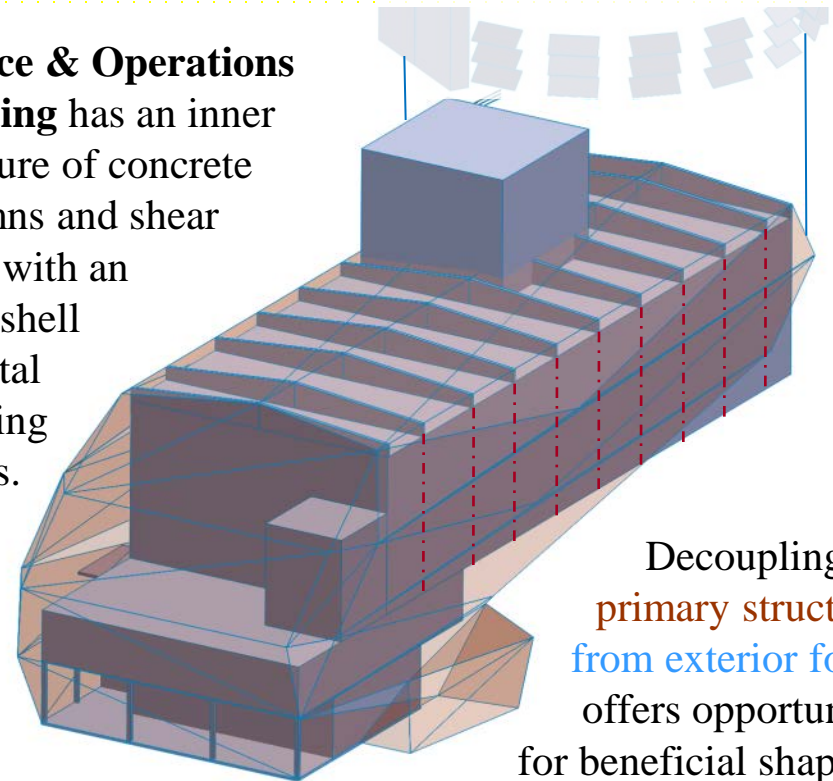 ce & Operations
ing has an inner
ure of concrete
nns and shear
with an
shell
tal
ing
s.
Decoupling
primary struct
from exterior fo
offers opportun
for beneficial shap